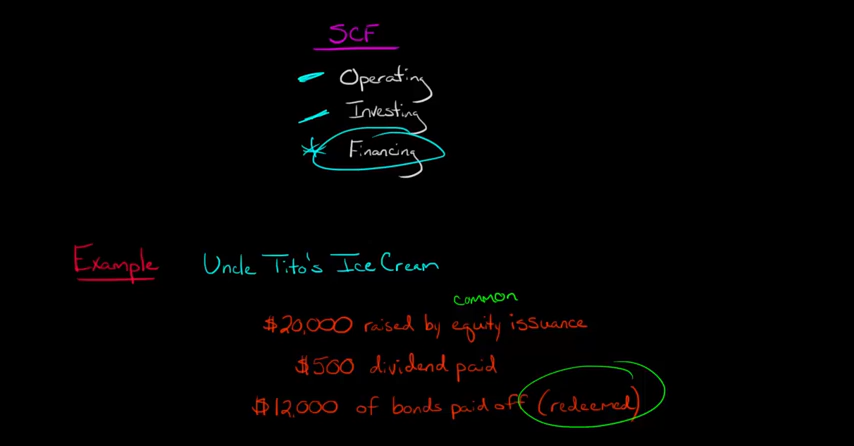 SCF
Operating
Investing
Financing
Example Uncle Tito's Ice Cream
common
$20,000 raised by equity issuance
$500 dividend paid
$12,000 of bonds paid off (redeemed)